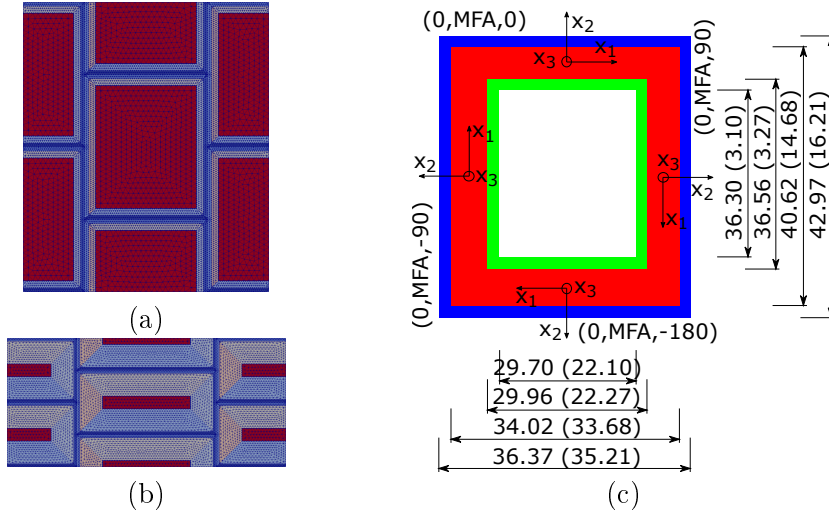 (a)
(b)
(0,MFA,0)
x₂
x₁
x₃
(0,MFA,90)
x₁
x₂
x₃
x₃
x₂
x₁
(0,MFA,-90)
x₃
x₁
x₂
(0,MFA,-180)
36.30 (3.10)
36.56 (3.27)
40.62 (14.68)
42.97 (16.21)
29.70 (22.10)
29.96 (22.27)
34.02 (33.68)
36.37 (35.21)
(c)